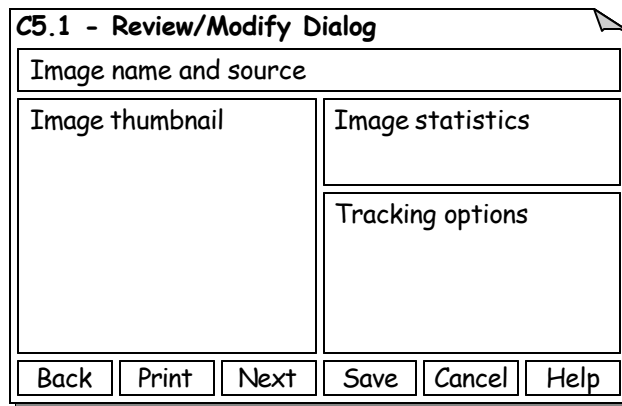 C5.1 - Review/Modify Dialog
Image name and source
Image thumbnail
Image statistics
Tracking options
Back Print Next Save Cancel Help